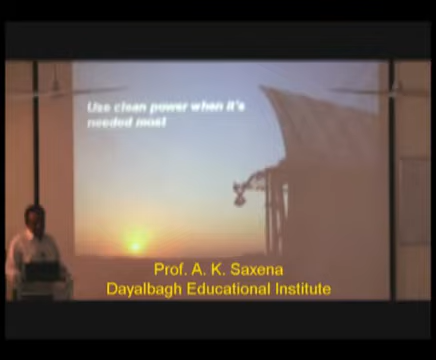 Use clean power when it's
needed most
Prof. A. K. Saxena
Dayalbagh Educational Institute